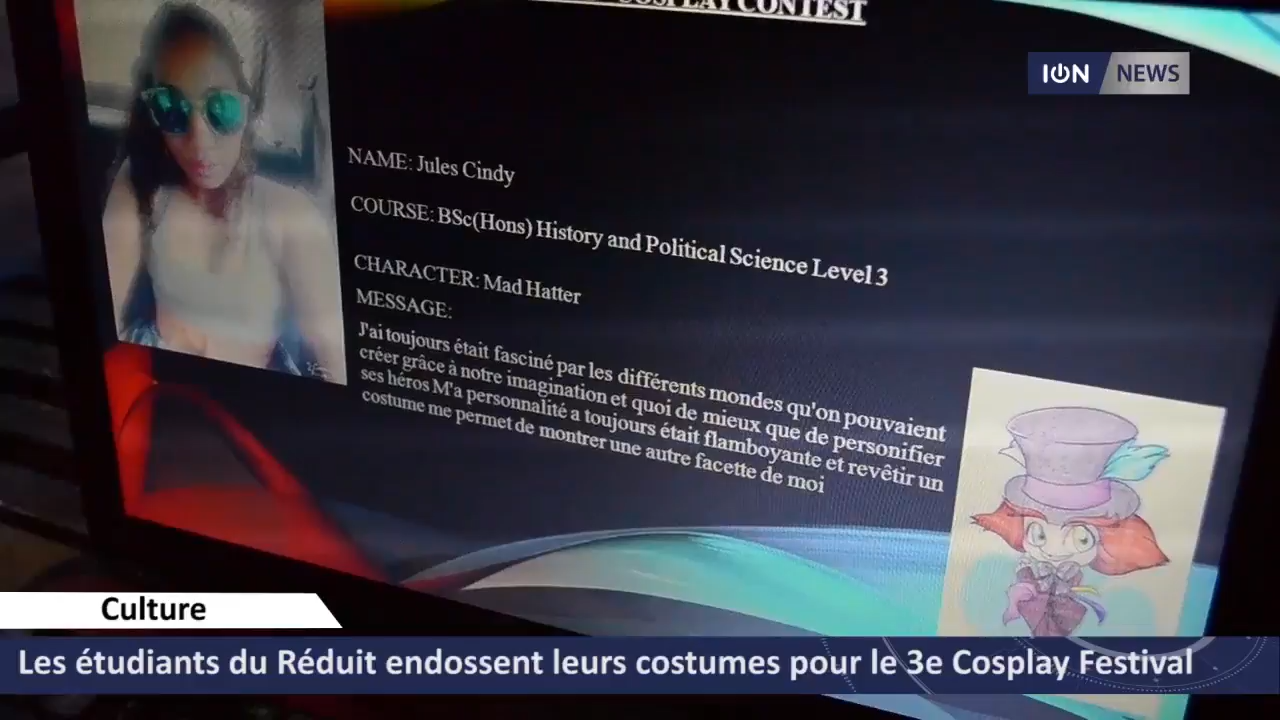 COSPLAY CONTEST
ION NEWS
NAME: Jules Cindy
COURSE: BSc(Hons) History and Political Science Level 3
CHARACTER: Mad Hatter
MESSAGE:
J'ai toujours était fasciné par les différents mondes qu'on pouvaient
créer grâce à notre imagination et quoi de mieux que de personifier
ses héros M'a personnalité a toujours était flamboyante et revêtir un
costume me permet de montrer une autre facette de moi
Culture
Les étudiants du Réduit endossent leurs costumes pour le 3e Cosplay Festival